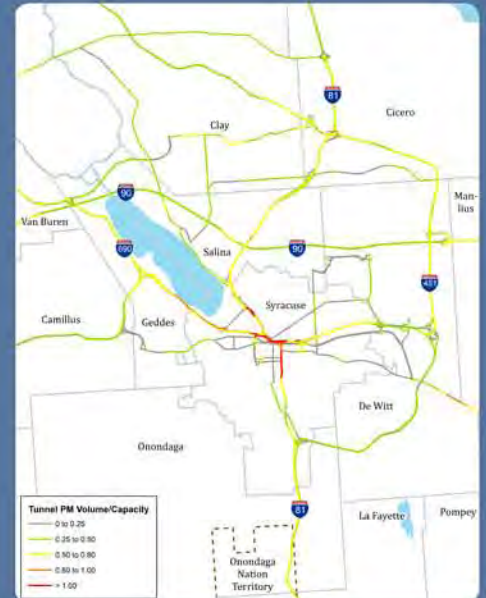 81
Cicero
Clay
90
Man-
lius
Van Buren
Salina
90
690
481
Syracuse
Camillus
Geddes
De Witt
Onondaga
Tunnel PM Volume/Capacity
0 to 0.25
0.25 to 0.50
0.50 to 0.80
0.80 to 1.00
> 1.00
81
La Fayette
Pompey
Onondaga
Nation
Territory